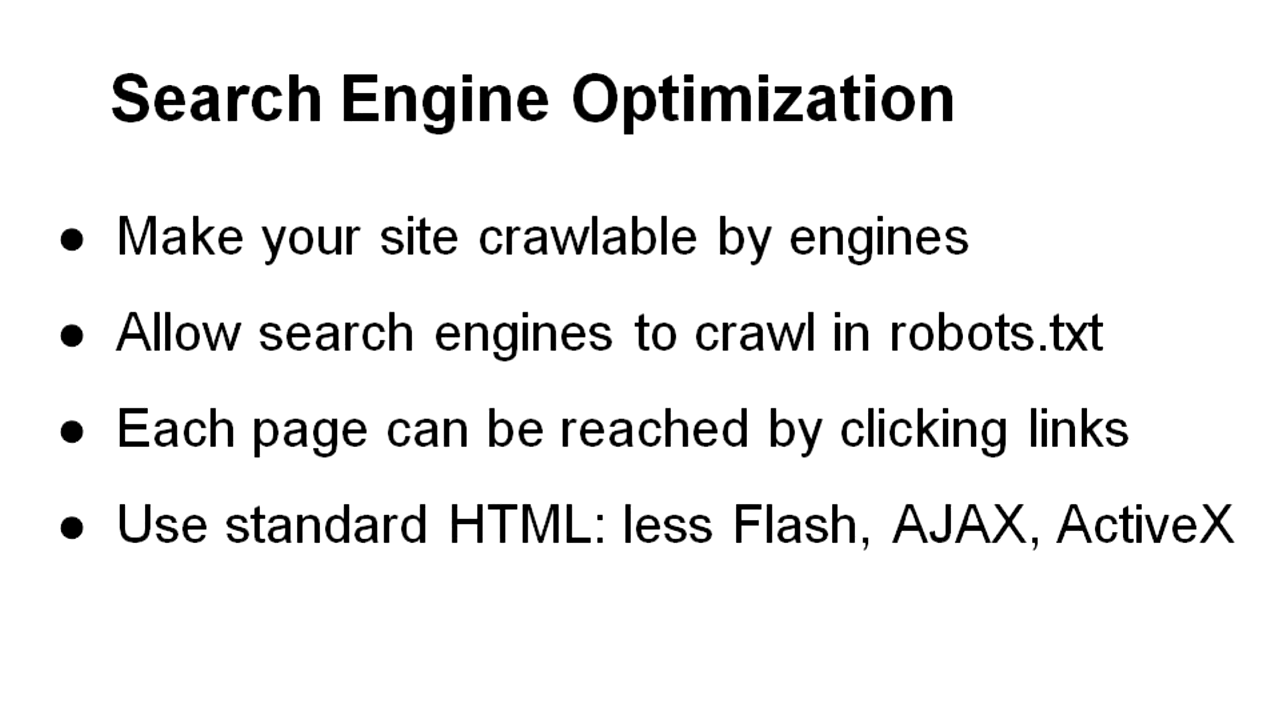 Search Engine Optimization
● Make your site crawlable by engines
● Allow search engines to crawl in robots.txt
● Each page can be reached by clicking links
● Use standard HTML: less Flash, AJAX, ActiveX